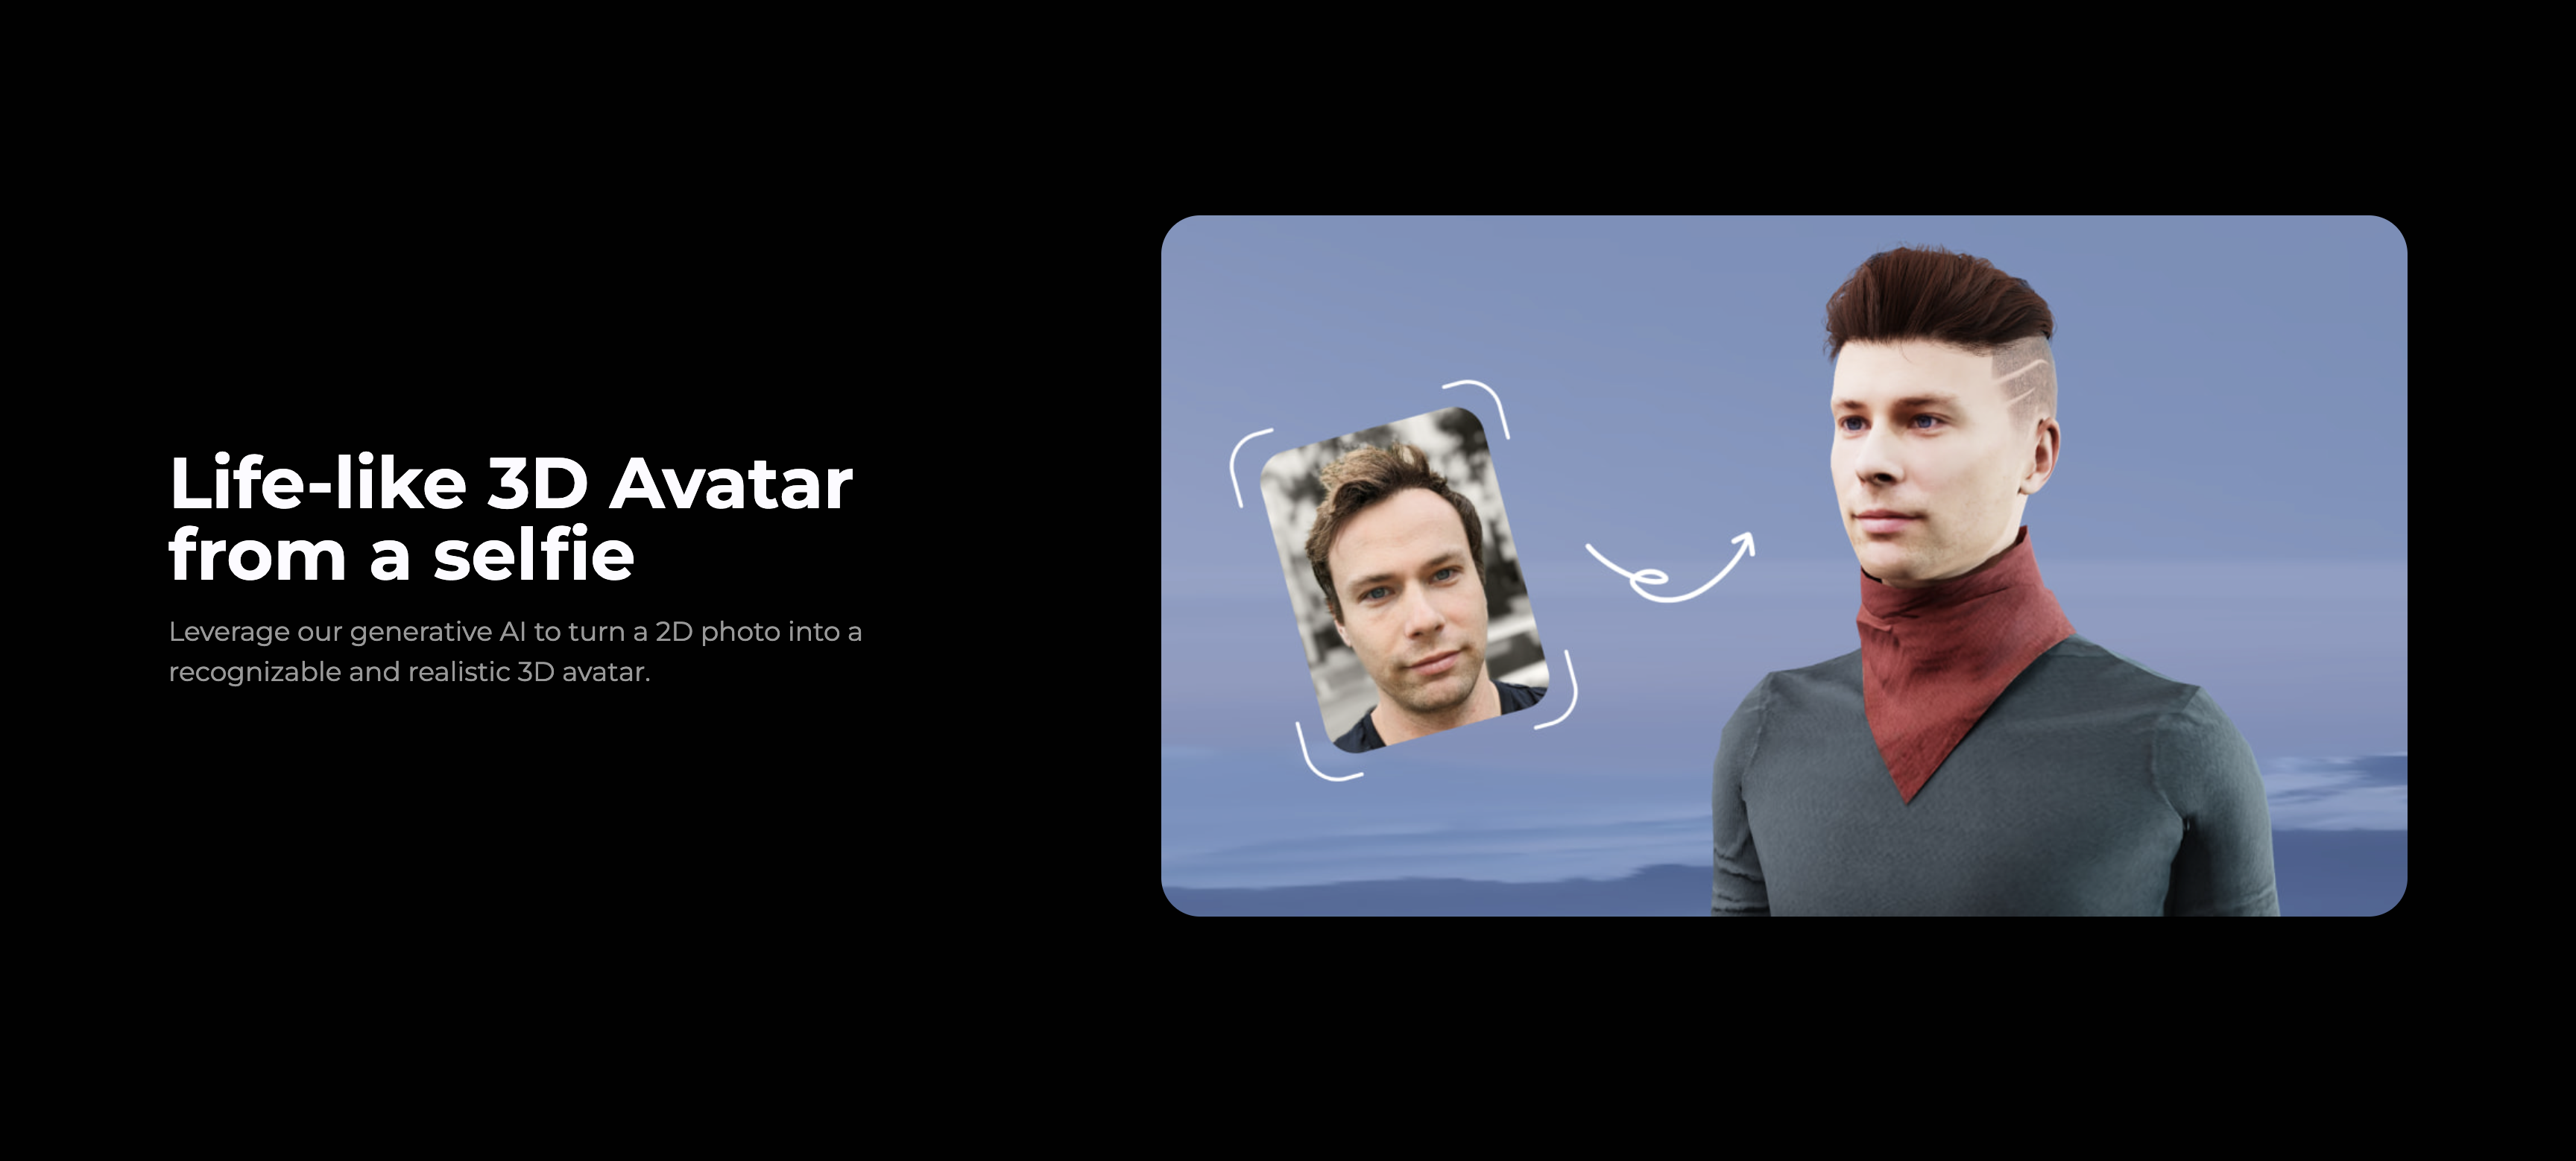 Life-like 3D Avatar
from a selfie
Leverage our generative AI to turn a 2D photo into a
recognizable and realistic 3D avatar.